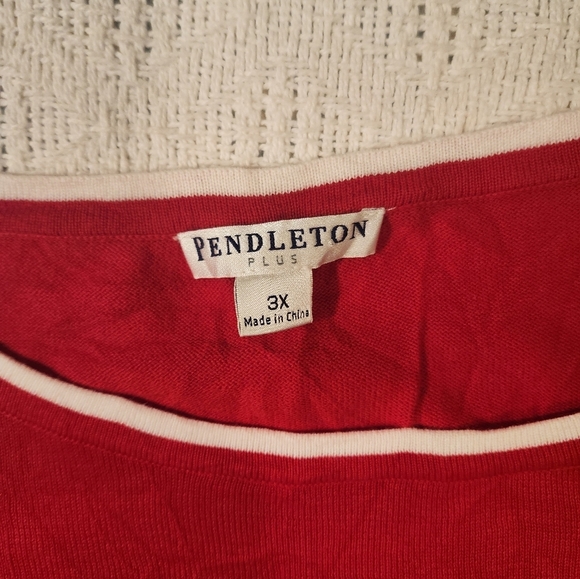 PENDLETON
PLUS
3X
Made in China